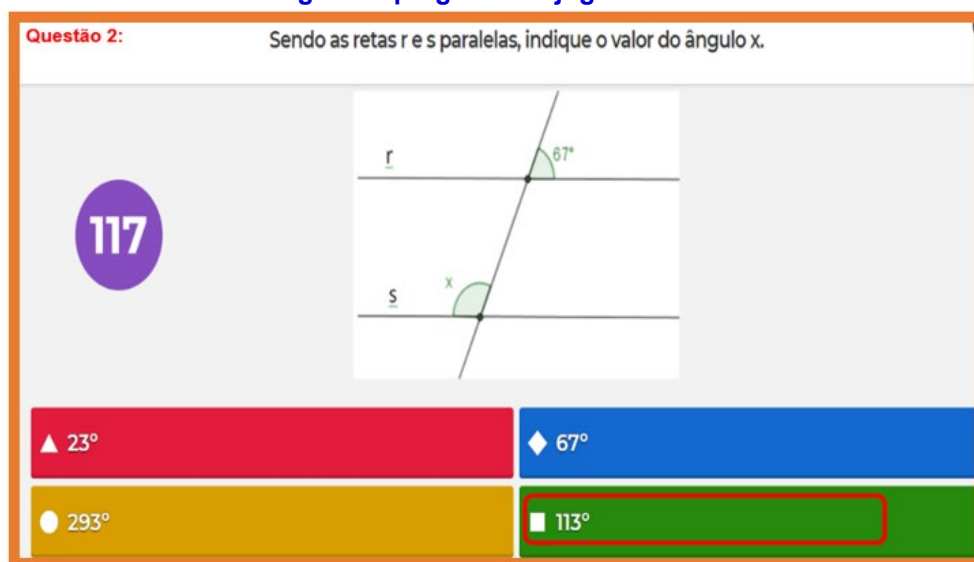 Questão 2:
Sendo as retas r e s paralelas, indique o valor do ângulo x.
r
67°
117
x
s
23°
67°
293°
113°